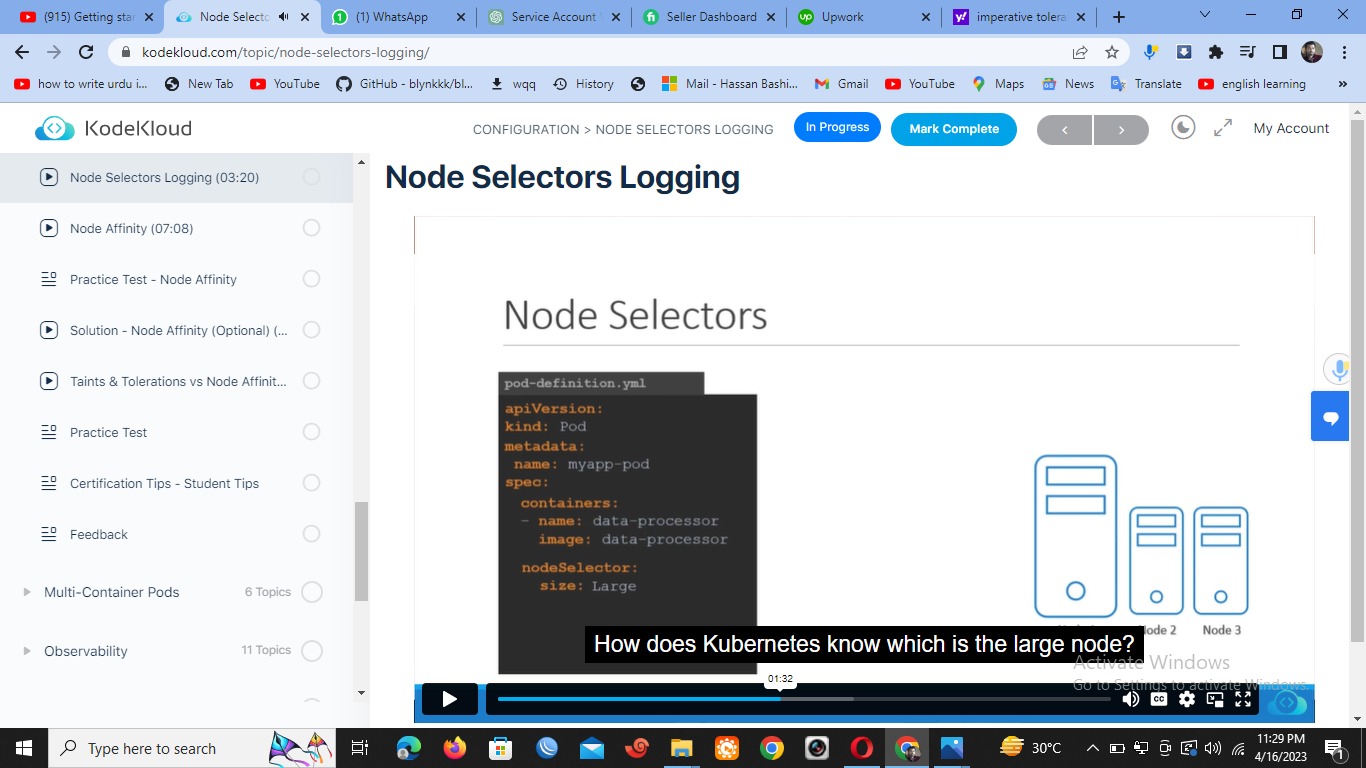 (915) Getting star
Node Selecto
(1) WhatsApp
Service Account
Seller Dashboard
Upwork
imperative tolera
kodekloud.com/topic/node-selectors-logging/
how to write urdu i...
New Tab
YouTube
GitHub - blynkkk/bl...
wqq
History
Mail - Hassan Bashi...
Gmail
YouTube
Maps
News
Translate
english learning
KodeKloud
CONFIGURATION > NODE SELECTORS LOGGING
In Progress
Mark Complete
My Account
Node Selectors Logging (03:20)
Node Affinity (07:08)
Practice Test - Node Affinity
Solution - Node Affinity (Optional) (...
Taints & Tolerations vs Node Affinit...
Practice Test
Certification Tips - Student Tips
Feedback
Multi-Container Pods
6 Topics
Observability
11 Topics
Node Selectors Logging
Node Selectors
pod-definition.yml
apiVersion:
kind: Pod
metadata:
name: myapp-pod
spec:
containers:
- name: data-processor
image: data-processor
nodeSelector:
size: Large
Node 2
Node 3
How does Kubernetes know which is the large node?
Activate Windows
Go to Settings to activate Windows.
01:32
CC
Type here to search
30°C
11:29 PM
4/16/2023
1